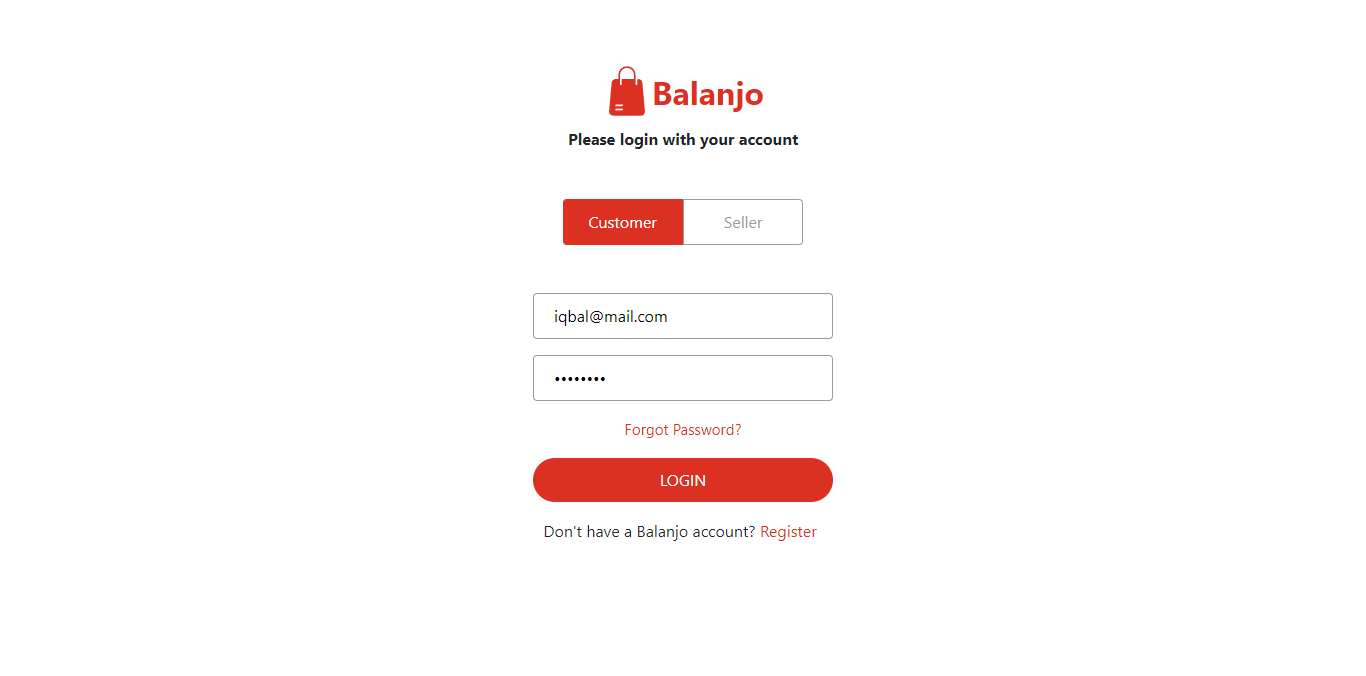 Balanjo
Please login with your account
Customer Seller
iqbal@mail.com
••••••••
Forgot Password?
LOGIN
Don't have a Balanjo account? Register